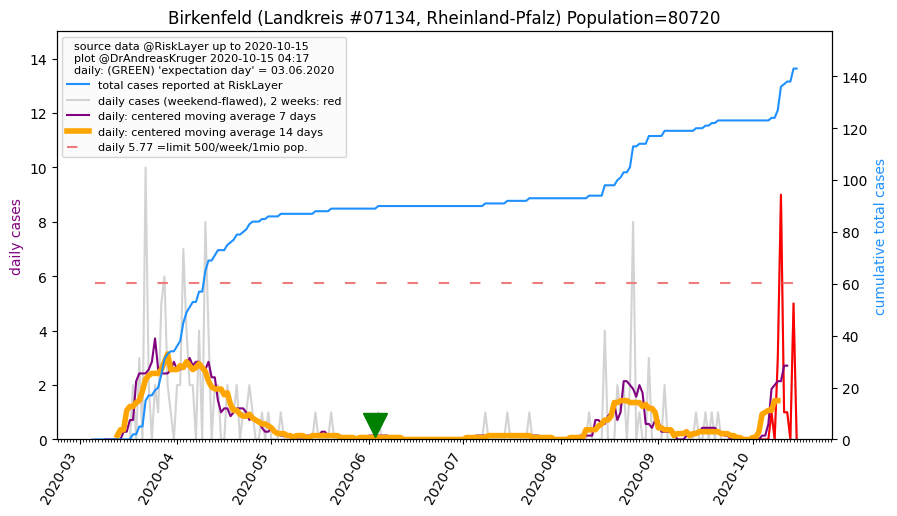 Birkenfeld (Landkreis #07134, Rheinland-Pfalz) Population=80720
source data @RiskLayer up to 2020-10-15
plot @DrAndreasKruger 2020-10-15 04:17
daily: (GREEN) 'expectation day' = 03.06.2020
total cases reported at RiskLayer
daily cases (weekend-flawed), 2 weeks: red
daily: centered moving average 7 days
daily: centered moving average 14 days
daily 5.77 =limit 500/week/1mio pop.
daily cases
14
12
10
8
6
4
2
0
cumulative total cases
140
120
100
80
60
40
20
0
2020-03
2020-04
2020-05
2020-06
2020-07
2020-08
2020-09
2020-10